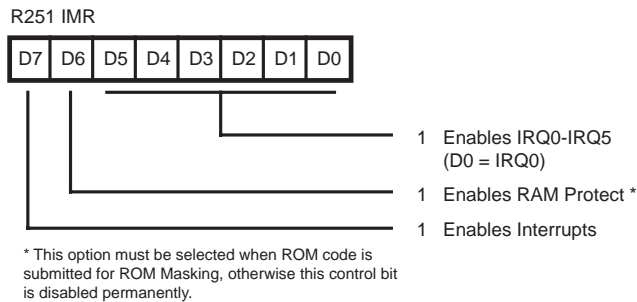 R251 IMR
D7 D6 D5 D4 D3 D2 D1 D0
1 Enables IRQ0-IRQ5
(D0 = IRQ0)
1 Enables RAM Protect *
1 Enables Interrupts
* This option must be selected when ROM code is
submitted for ROM Masking, otherwise this control bit
is disabled permanently.